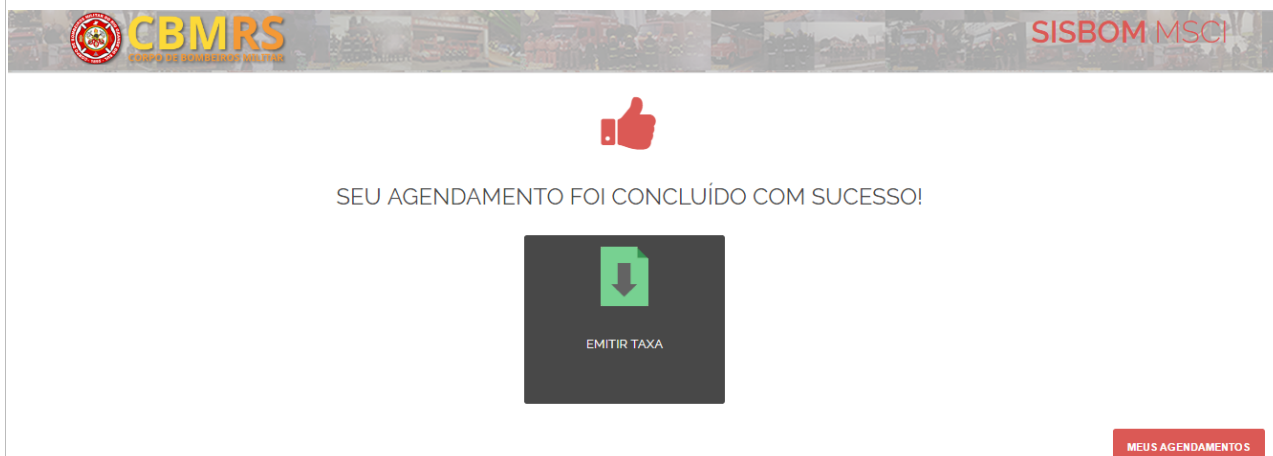 CBMRS
CORPO DE BOMBEIROS MILITAR
SISBOM MSCI
SEU AGENDAMENTO FOI CONCLUÍDO COM SUCESSO!
EMITIR TAXA
MEUS AGENDAMENTOS